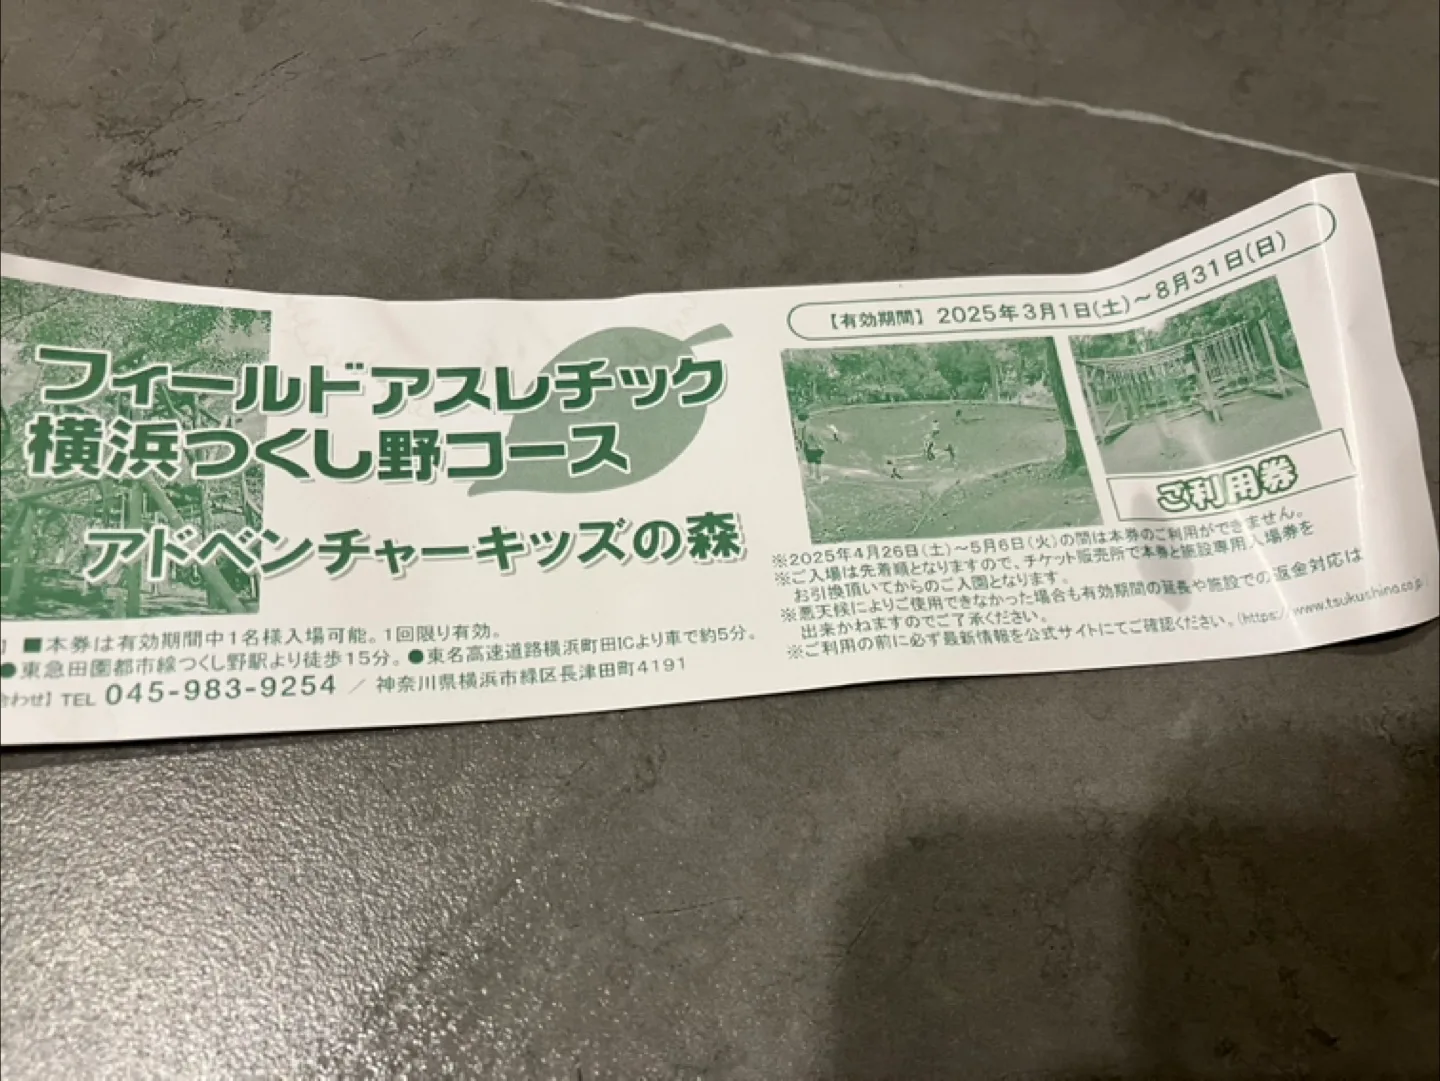 フィールドアスレチック
横浜つくし野コース
アドベンチャーキッズの森
】 ■本券は有効期間中1名様入場可能。1回限り有効。
●東急田園都市線つくし野駅より徒歩15分。●東名高速道路横浜町田ICより車で約5分。
合わせ】TEL 045-983-9254 / 神奈川県横浜市緑区長津田町4191
【有効期間】 2025年3月1日(土)~8月31日(日)
ご利用券
※2025年4月26日(土)~5月6日(火)の間は本券のご利用ができません。
※ご入場は先着順となりますので、チケット販売所で本券と施設専用入場券を
お引換頂いてからのご入園となります。
※悪天候によりご使用できなかった場合も有効期間の延長や施設での返金対応は
出来かねますのでご了承ください。
※ご利用の前に必ず最新情報を公式サイトにてご確認ください。(https://www.tsukushino.co.jp